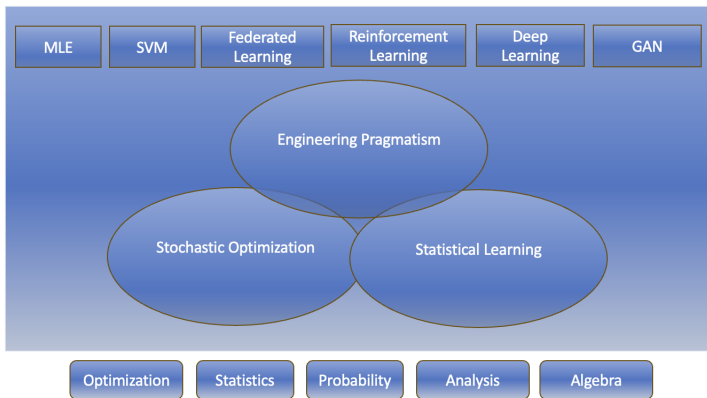 MLE
SVM
Federated
Learning
Reinforcement
Learning
Deep
Learning
GAN
Engineering Pragmatism
Stochastic Optimization
Statistical Learning
Optimization
Statistics
Probability
Analysis
Algebra